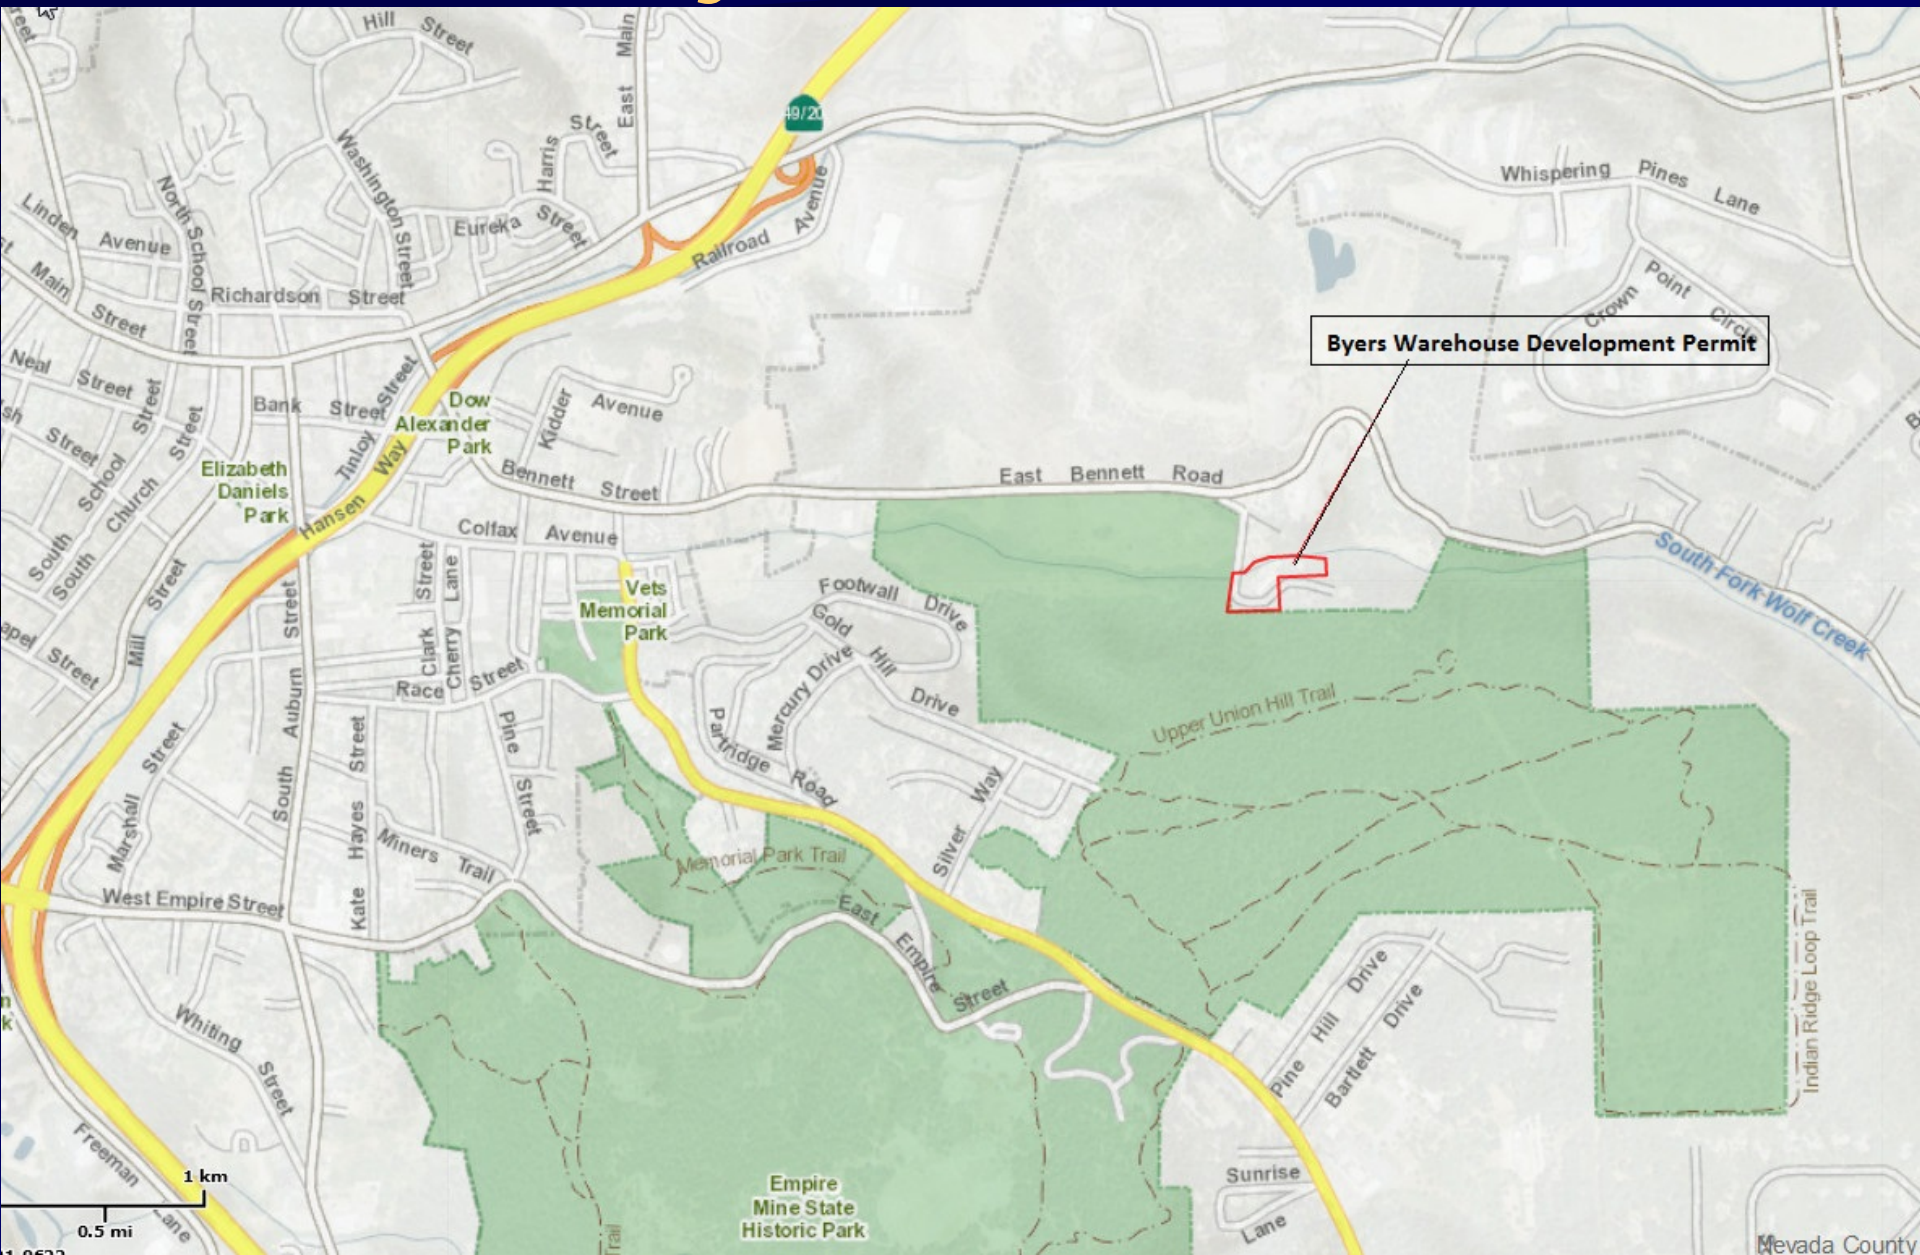 Hill Street
East Main
Street
49/20
Harris
Washington Street
North School Street
Linden Avenue
Eureka Street
Railroad Avenue
Whispering Pines Lane
Main Street
Richardson Street
Crown Point Circle
Byers Warehouse Development Permit
Neal Street
Tinloy Street
Bank Street
Dow
Alexander
Park
Kidder Avenue
Street
South School Street
South Church Street
Elizabeth
Daniels
Park
Hansen Way
Bennett Street
East Bennett Road
Colfax Avenue
South Fork Wolf Creek
Mill Street
Clark Street
Cherry Lane
Vets
Memorial
Park
Footwall Drive
Gold Hill Drive
Mercury Drive
Race Street
South Auburn Street
Street
Partridge Road
Upper Union Hill Trail
Marshall Street
Kate Hayes Street
Pine Street
Silver Way
Miners Trail
Memorial Park Trail
West Empire Street
East Empire Street
Indian Ridge Loop Trail
Pine Hill Drive
Bartlett Drive
Whiting Street
Freeman Lane
1 km
0.5 mi
Empire
Mine State
Historic Park
Trail
Sunrise Lane
Nevada County